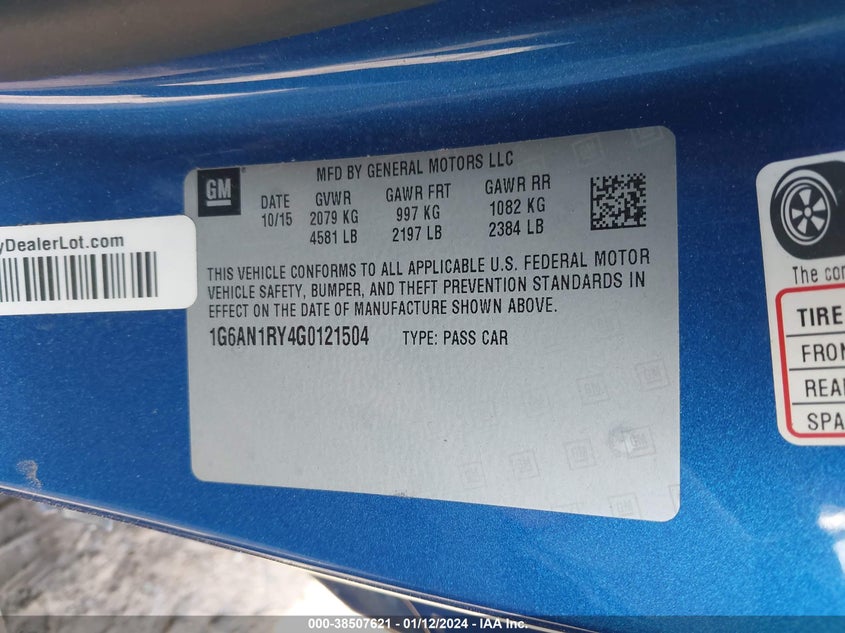 MFD BY GENERAL MOTORS LLC
GM
DATE GVWR GAWR FRT GAWR RR
10/15 2079 KG 997 KG 1082 KG
4581 LB 2197 LB 2384 LB
THIS VEHICLE CONFORMS TO ALL APPLICABLE U.S. FEDERAL MOTOR
VEHICLE SAFETY, BUMPER, AND THEFT PREVENTION STANDARDS IN
EFFECT ON THE DATE OF MANUFACTURE SHOWN ABOVE.
1G6AN1RY4G0121504 TYPE: PASS CAR
yDealerLot.com
The con
TIRE
FRON
REAR
SPA
000-38507621 - 01/12/2024 - IAA Inc.